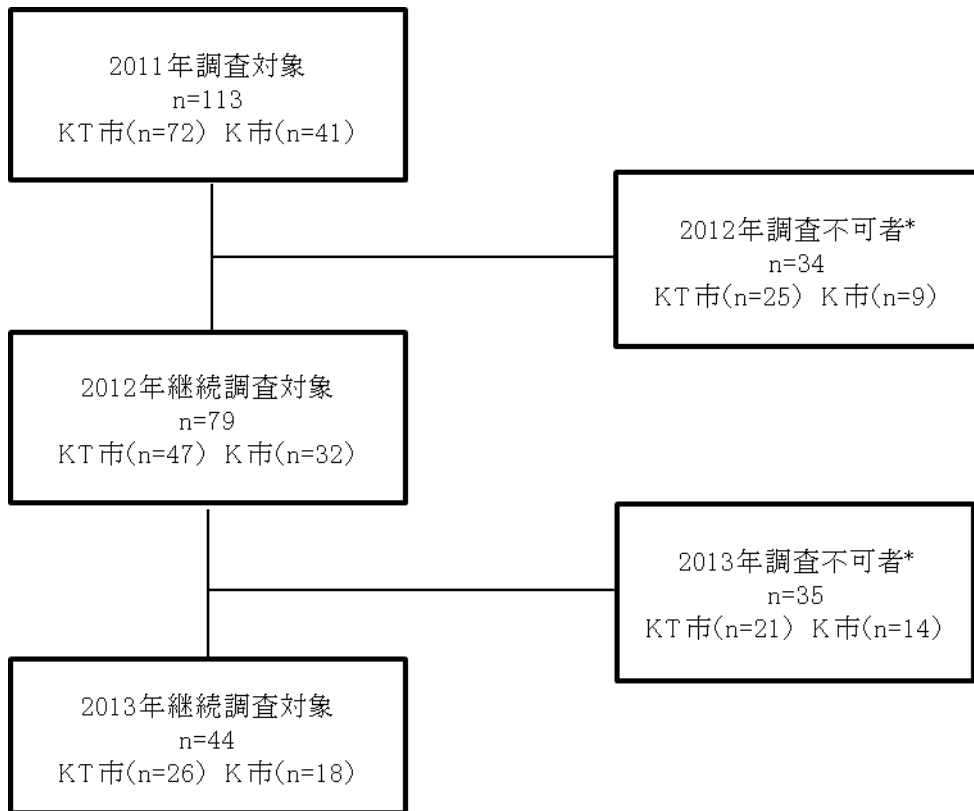 2011年調査対象
n=113
KT市(n=72) K市(n=41)
2012年調査不可者*
n=34
KT市(n=25) K市(n=9)
2012年継続調査対象
n=79
KT市(n=47) K市(n=32)
2013年調査不可者*
n=35
KT市(n=21) K市(n=14)
2013年継続調査対象
n=44
KT市(n=26) K市(n=18)